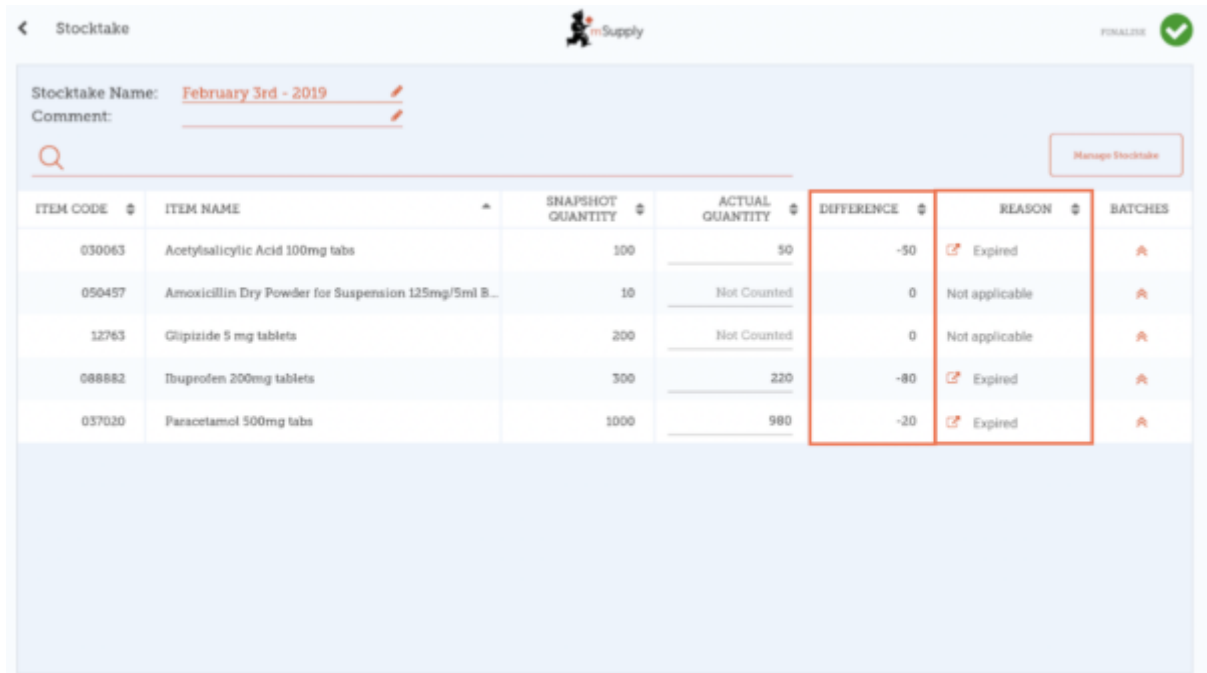 Stocktake
mSupply
FINALISE
Stocktake Name: February 3rd - 2019
Comment:
Manage Stocktake
ITEM CODE ITEM NAME SNAPSHOT QUANTITY ACTUAL QUANTITY DIFFERENCE REASON BATCHES
030063 Acetylsalicylic Acid 100mg tabs 100 50 -50 Expired
050457 Amoxicillin Dry Powder for Suspension 125mg/5ml B... 10 Not Counted 0 Not applicable
12763 Glipizide 5 mg tablets 200 Not Counted 0 Not applicable
088882 Ibuprofen 200mg tablets 300 220 -80 Expired
037020 Paracetamol 500mg tabs 1000 980 -20 Expired